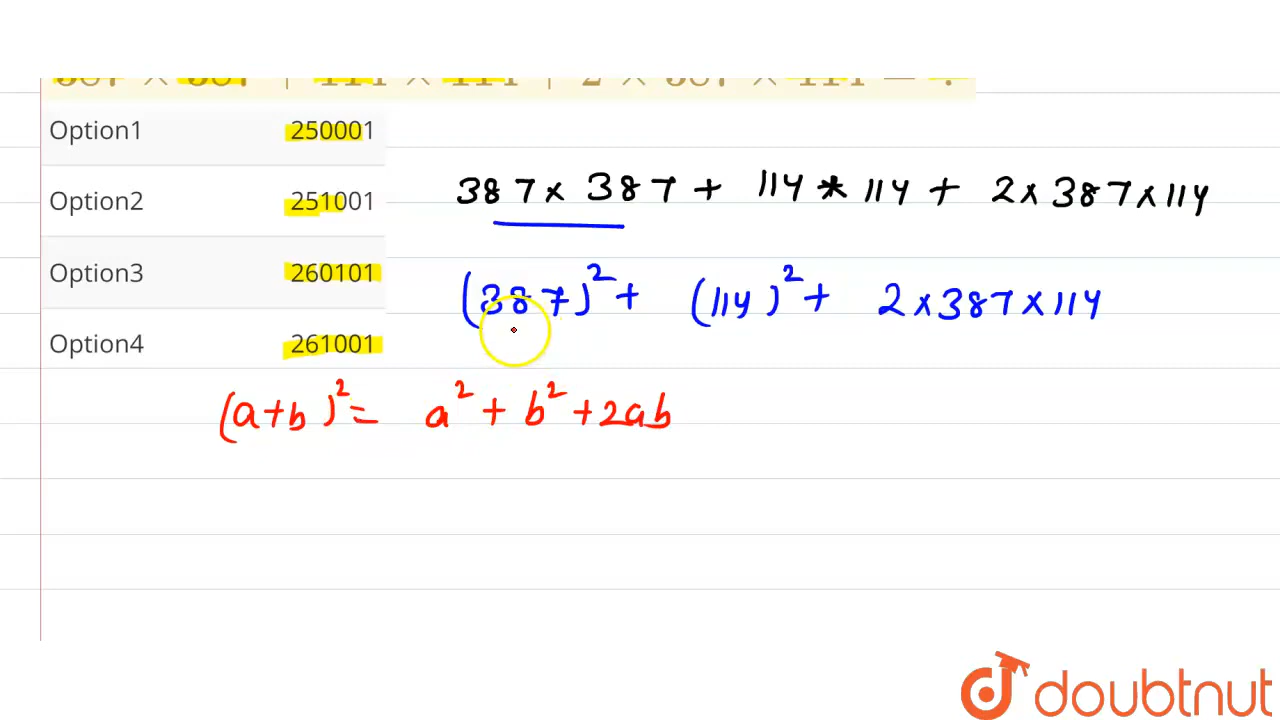 Option1 250001
Option2 251001
Option3 260101
Option4 261001
387 × 387 + 114 * 114 + 2 × 387 × 114
(387)² + (114)² + 2 × 387 × 114
(a+b)² = a² + b² + 2ab
doubtnut